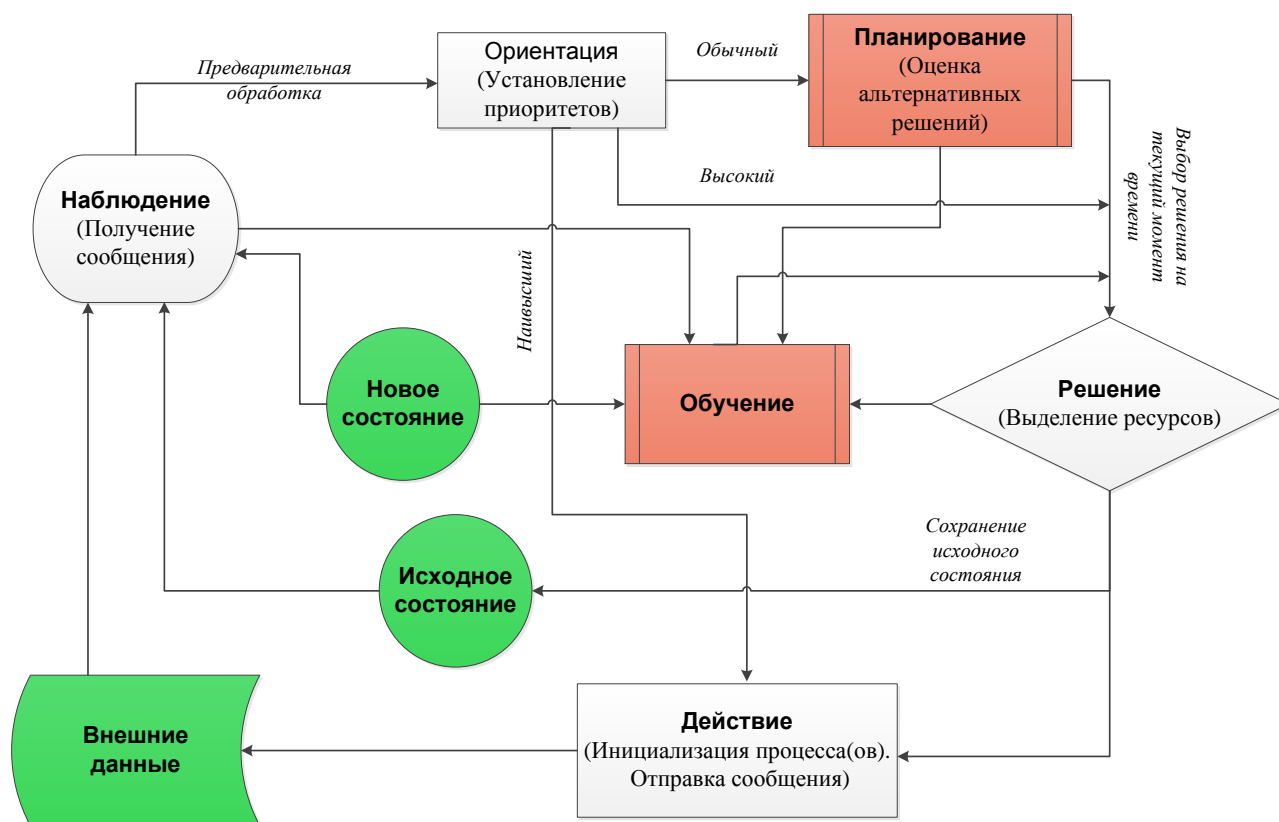 Предварительная
обработка
Ориентация
(Установление
приоритетов)
Обычный
Планирование
(Оценка
альтернативных
решений)
Наблюдение
(Получение
сообщения)
Высокий
Выбор решения на
текущий момент
времени
Наивысший
Новое
состояние
Обучение
Решение
(Выделение ресурсов)
Сохранение
исходного
состояния
Исходное
состояние
Внешние
данные
Действие
(Инициализация процесса(ов).
Отправка сообщения)